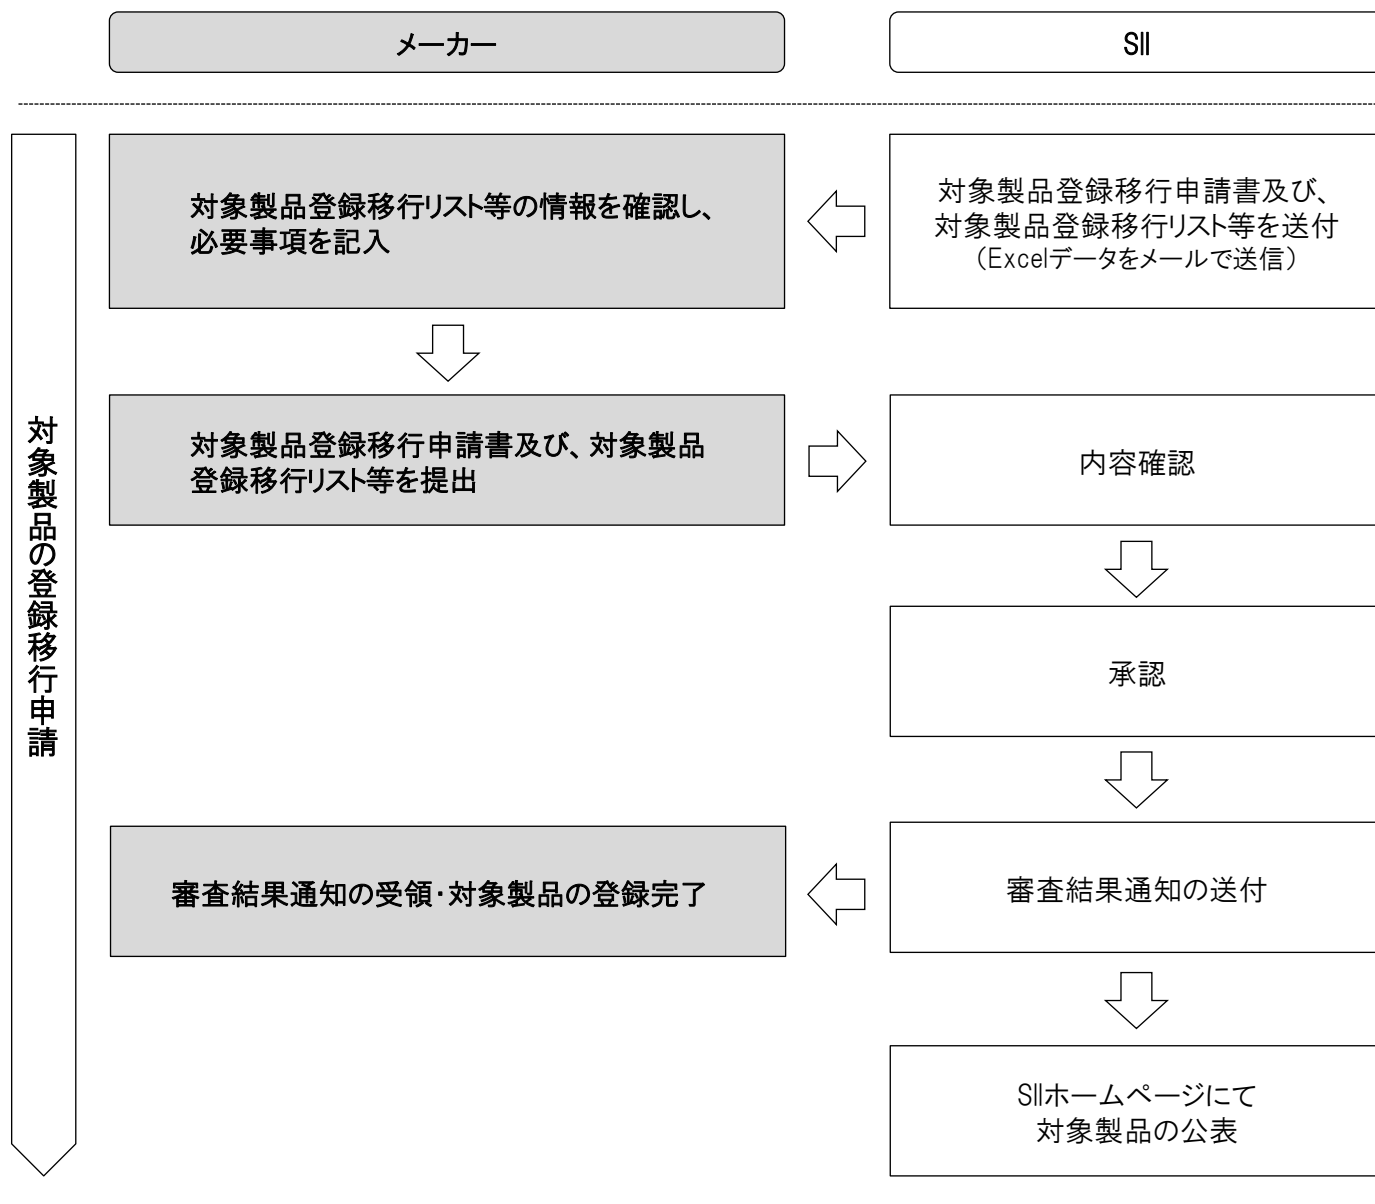 メーカー
SII
対象製品の登録移行申請
対象製品登録移行申請書及び、
対象製品登録移行リスト等を送付
（Excelデータをメールで送信）
対象製品登録移行リスト等の情報を確認し、
必要事項を記入
対象製品登録移行申請書及び、対象製品
登録移行リスト等を提出
内容確認
承認
審査結果通知の送付
審査結果通知の受領・対象製品の登録完了
SIIホームページにて
対象製品の公表